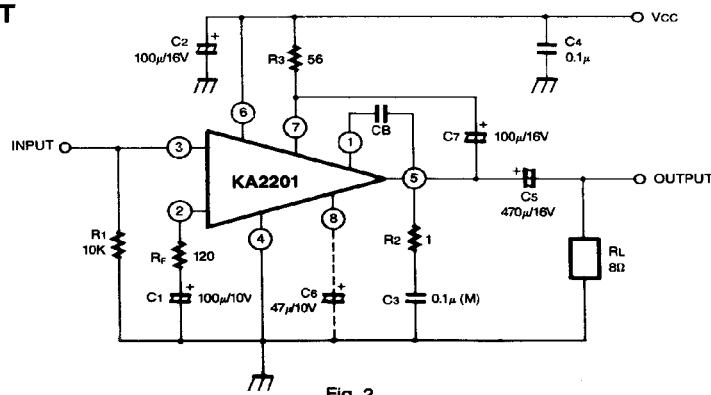 T
Vcc
C2
100µ/16V
R3
56
C4
0.1µ
6
7
1
CB
C7
100µ/16V
INPUT
3
KA2201
5
OUTPUT
C5
470µ/16V
2
4
8
R1
10K
RF
120
R2
1
RL
8Ω
C1
100µ/10V
C6
47µ/10V
C3
0.1µ (M)
Fig. 2